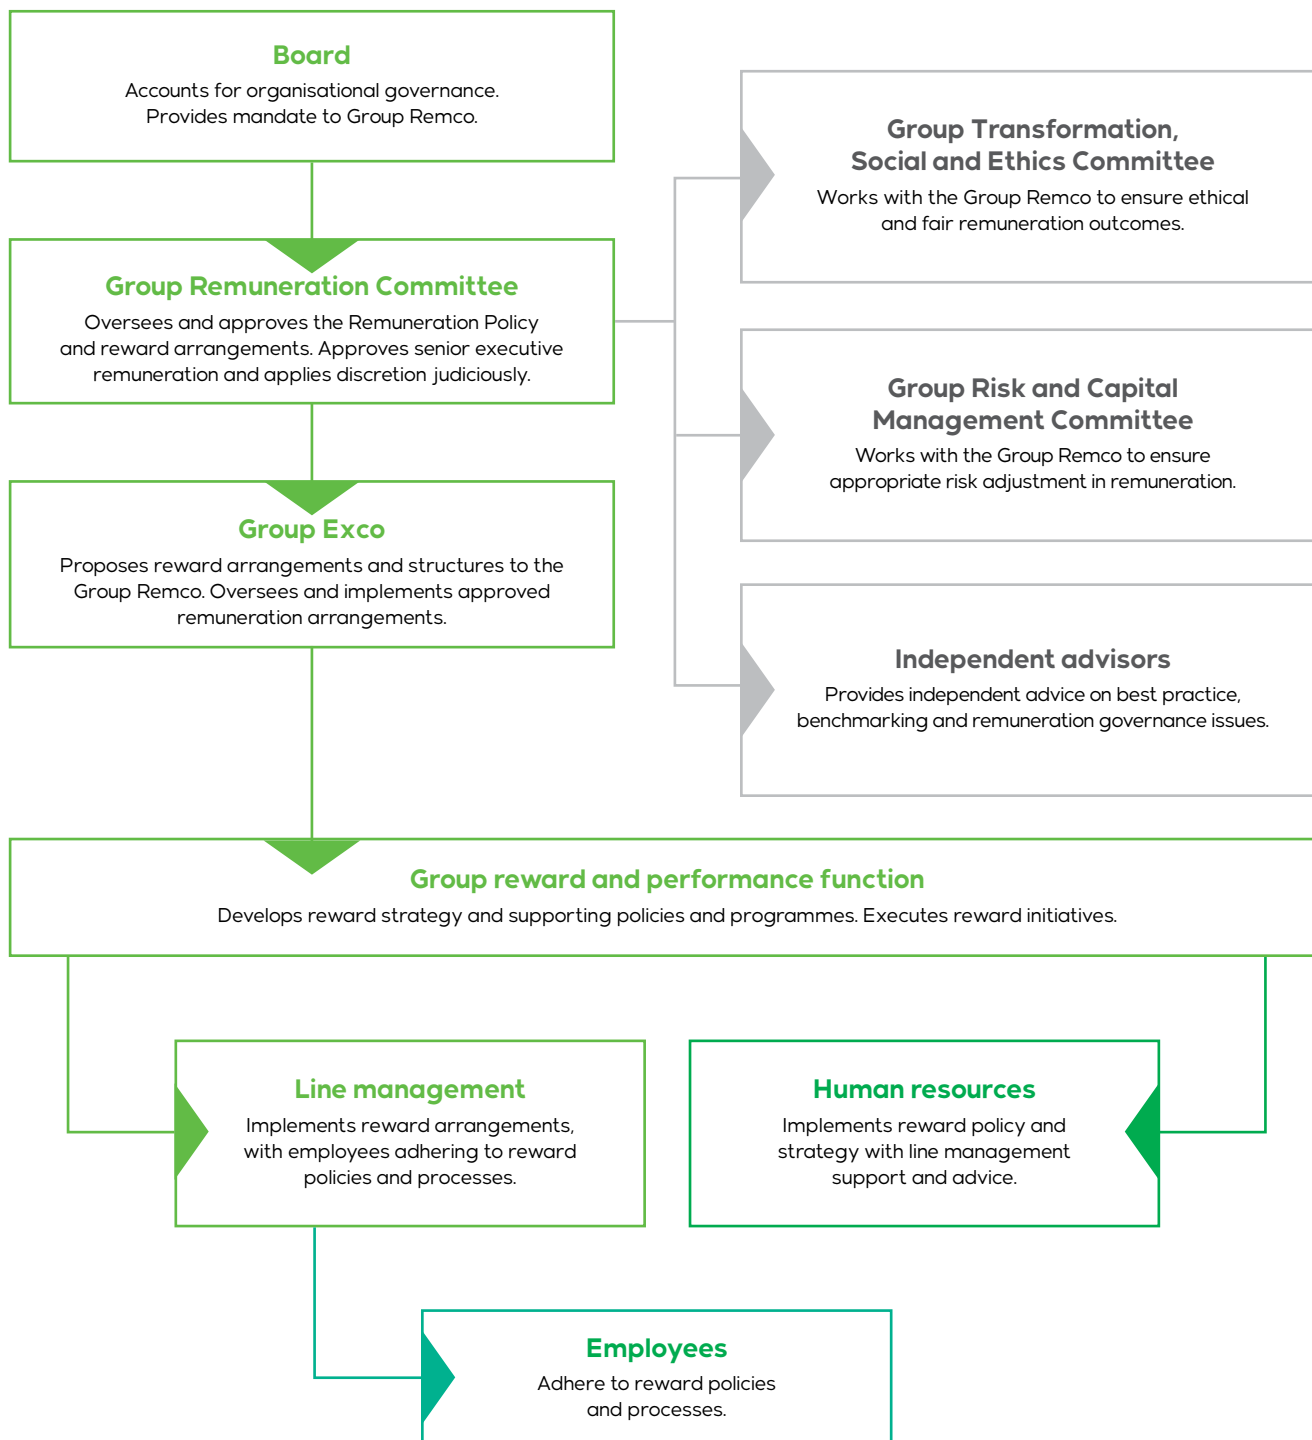 Board
Accounts for organisational governance.
Provides mandate to Group Remco.
Group Remuneration Committee
Oversees and approves the Remuneration Policy
and reward arrangements. Approves senior executive
remuneration and applies discretion judiciously.
Group Exco
Proposes reward arrangements and structures to the
Group Remco. Oversees and implements approved
remuneration arrangements.
Group Transformation,
Social and Ethics Committee
Works with the Group Remco to ensure ethical
and fair remuneration outcomes.
Group Risk and Capital
Management Committee
Works with the Group Remco to ensure
appropriate risk adjustment in remuneration.
Independent advisors
Provides independent advice on best practice,
benchmarking and remuneration governance issues.
Group reward and performance function
Develops reward strategy and supporting policies and programmes. Executes reward initiatives.
Line management
Implements reward arrangements,
with employees adhering to reward
policies and processes.
Human resources
Implements reward policy and
strategy with line management
support and advice.
Employees
Adhere to reward policies
and processes.